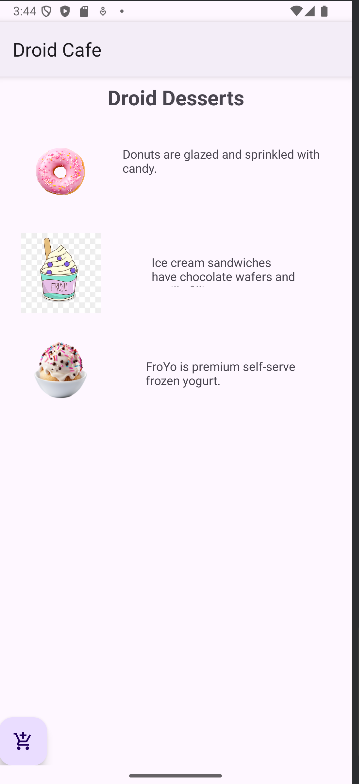 3:44
Droid Cafe
Droid Desserts
Donuts are glazed and sprinkled with
candy.
Ice cream sandwiches
have chocolate wafers and
FroYo is premium self-serve
frozen yogurt.